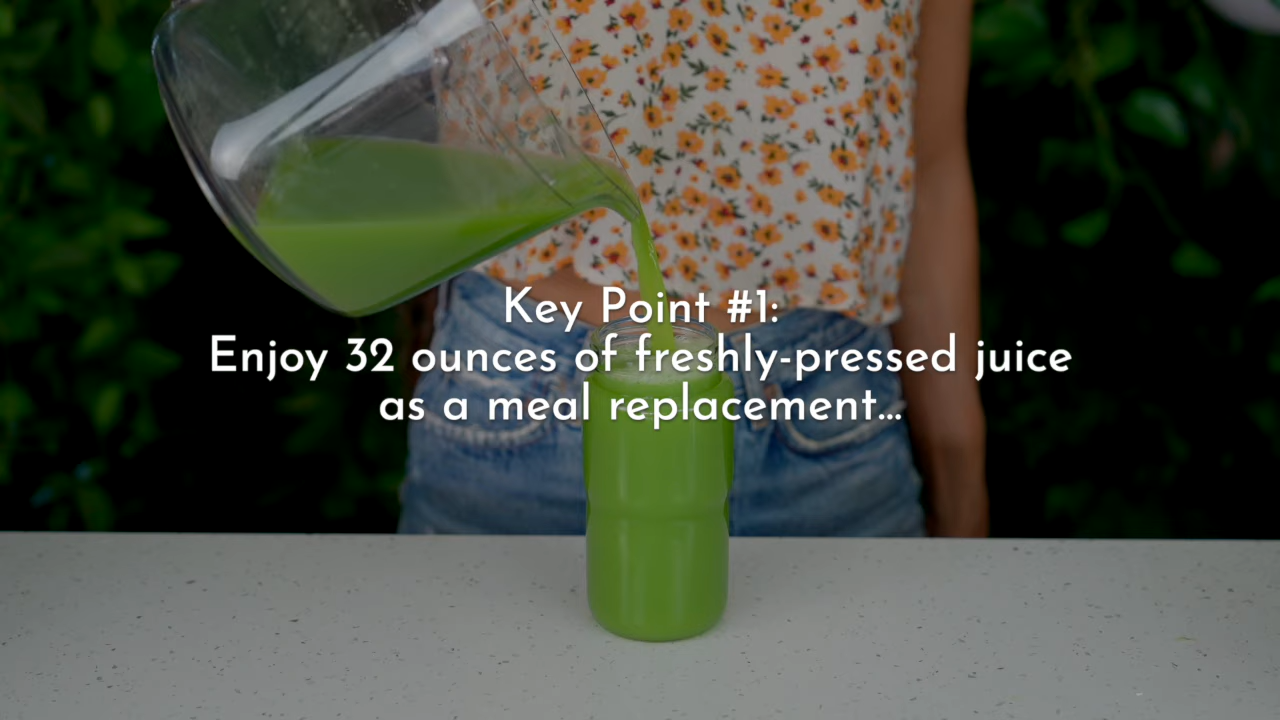 Key Point #1:
Enjoy 32 ounces of freshly-pressed juice
as a meal replacement...